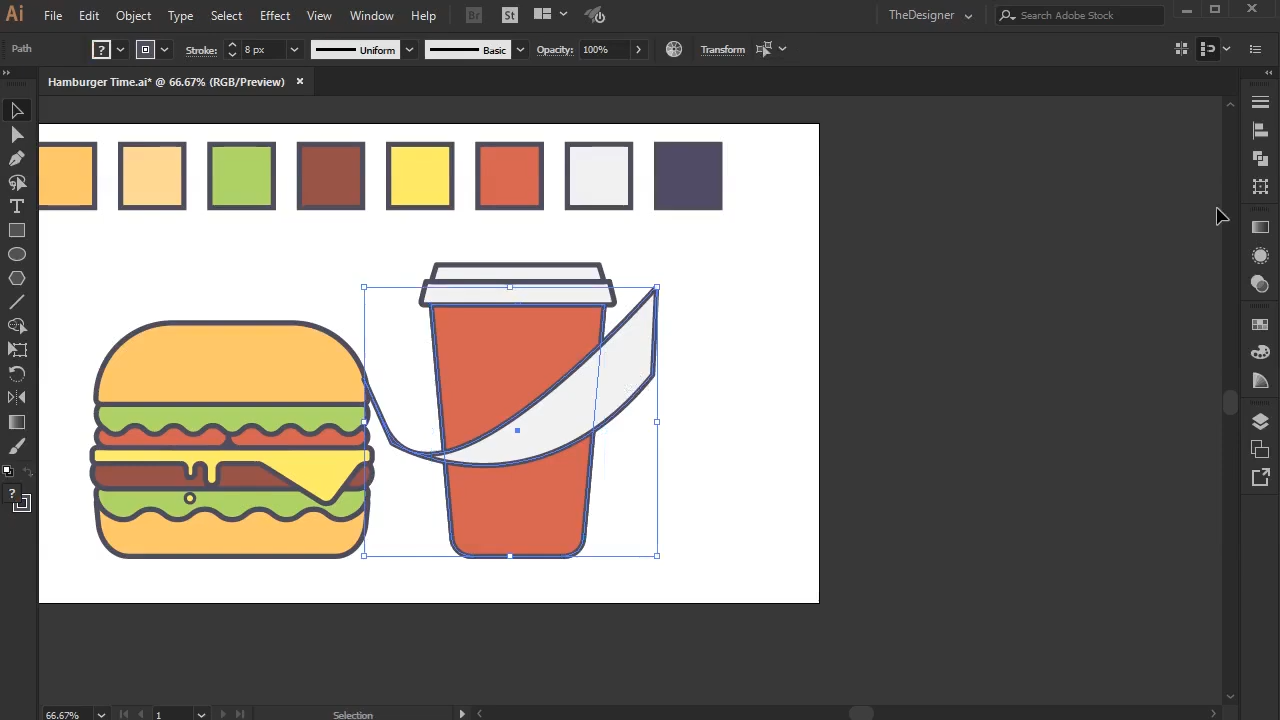 Ai File Edit Object Type Select Effect View Window Help Br St TheDesigner Search Adobe Stock
Path ? Stroke: 8 px Uniform Basic Opacity: 100% Transform
Hamburger Time.ai* @ 66.67% (RGB/Preview) ×
?
66.67% 1 Selection